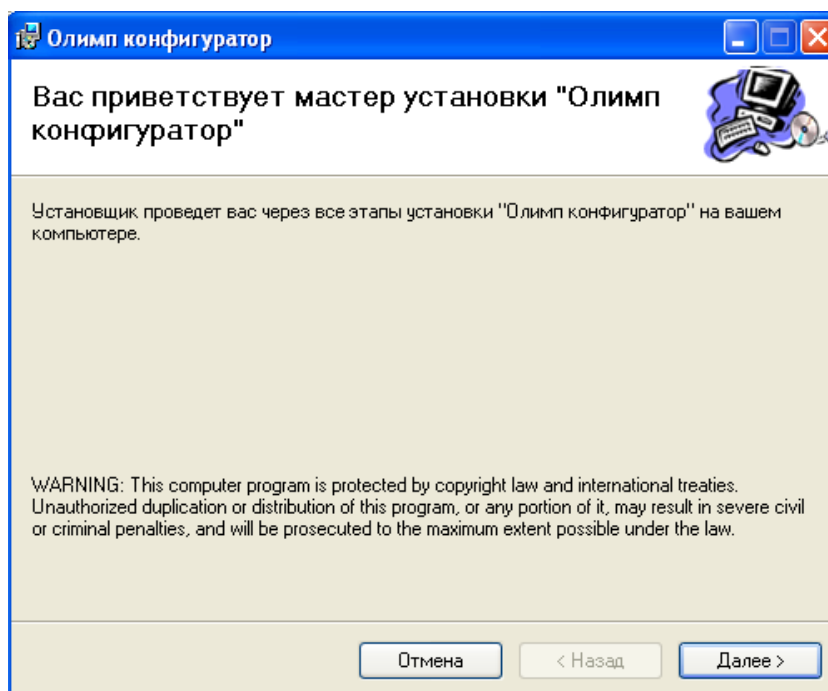 Олимп конфигуратор
Вас приветствует мастер установки "Олимп
конфигуратор"
Установщик проведет вас через все этапы установки "Олимп конфигуратор" на вашем
компьютере.
WARNING: This computer program is protected by copyright law and international treaties.
Unauthorized duplication or distribution of this program, or any portion of it, may result in severe civil
or criminal penalties, and will be prosecuted to the maximum extent possible under the law.
Отмена < Назад Далее >